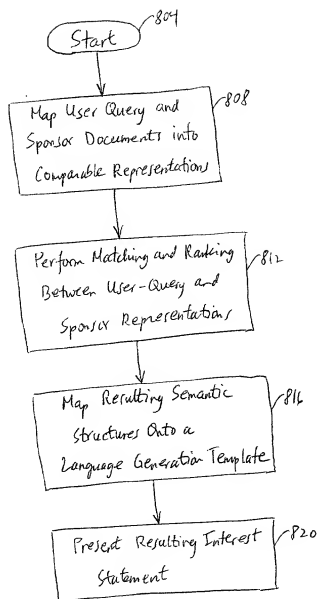 Start
804
Map User Query and
Sponsor Documents into
Comparable Representations
808
Perform Matching and Ranking
Between User-Query and
Sponsor Representations
812
Map Resulting Semantic
Structures Onto a
Language Generation Template
816
Present Resulting Interest
Statement
820